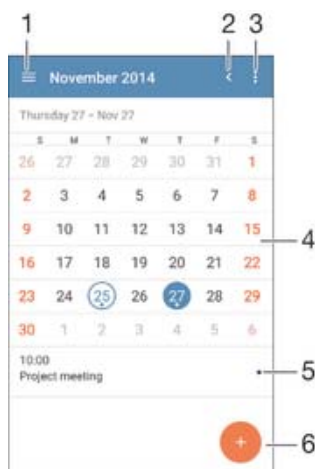 1 2 3
November 2014
Thursday 27 - Nov 27
S M T W T F S
26 27 28 29 30 31 1
2 3 4 5 6 7 8
9 10 11 12 13 14 15
4
16 17 18 19 20 21 22
23 24 25 26 27 28 29
30 1 2 3 4 5 6
10:00
Project meeting
5
+ 6